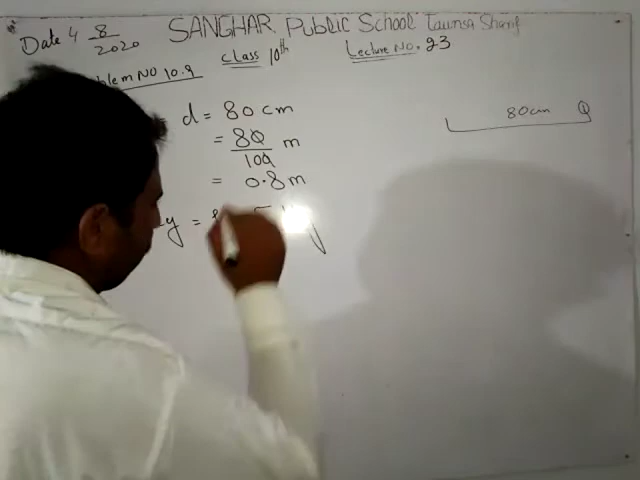 Date 4 8/2020
SANGHAR Public School Taunsa Sharif
Class 10th
Lecture No. 23
blem NO 10.9
d = 80 cm
= 80/100 m
= 0.8 m
y =
80cm